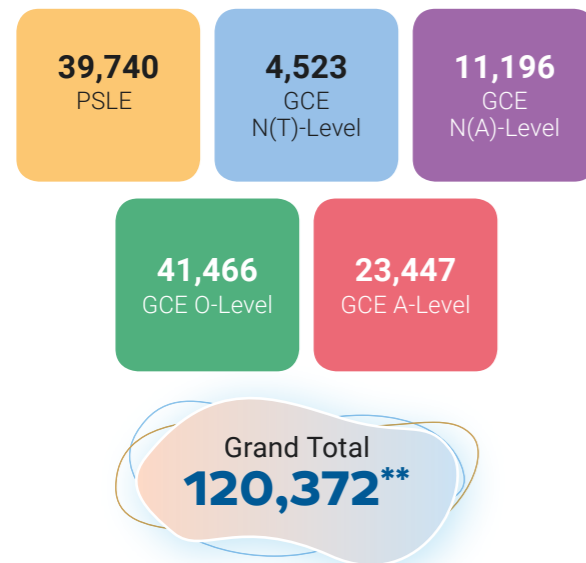 39,740
PSLE
4,523
GCE
N(T)-Level
11,196
GCE
N(A)-Level
41,466
GCE O-Level
23,447
GCE A-Level
Grand Total
120,372**